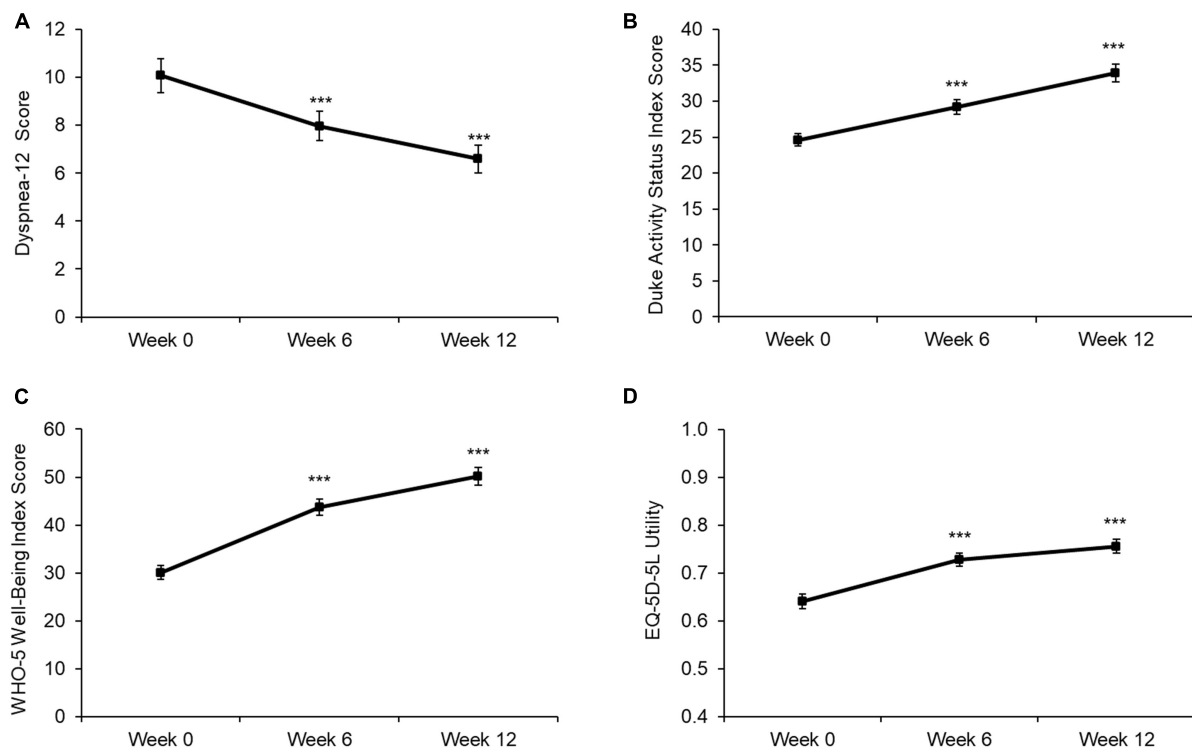 A
Dyspnea-12 Score
12
10
8
6
4
2
0
***
***
Week 0
Week 6
Week 12
B
Duke Activity Status Index Score
40
35
30
25
20
15
10
5
0
***
***
Week 0
Week 6
Week 12
C
WHO-5 Well-Being Index Score
60
50
40
30
20
10
0
***
***
Week 0
Week 6
Week 12
D
EQ-5D-5L Utility
1.0
0.9
0.8
0.7
0.6
0.5
0.4
***
***
Week 0
Week 6
Week 12